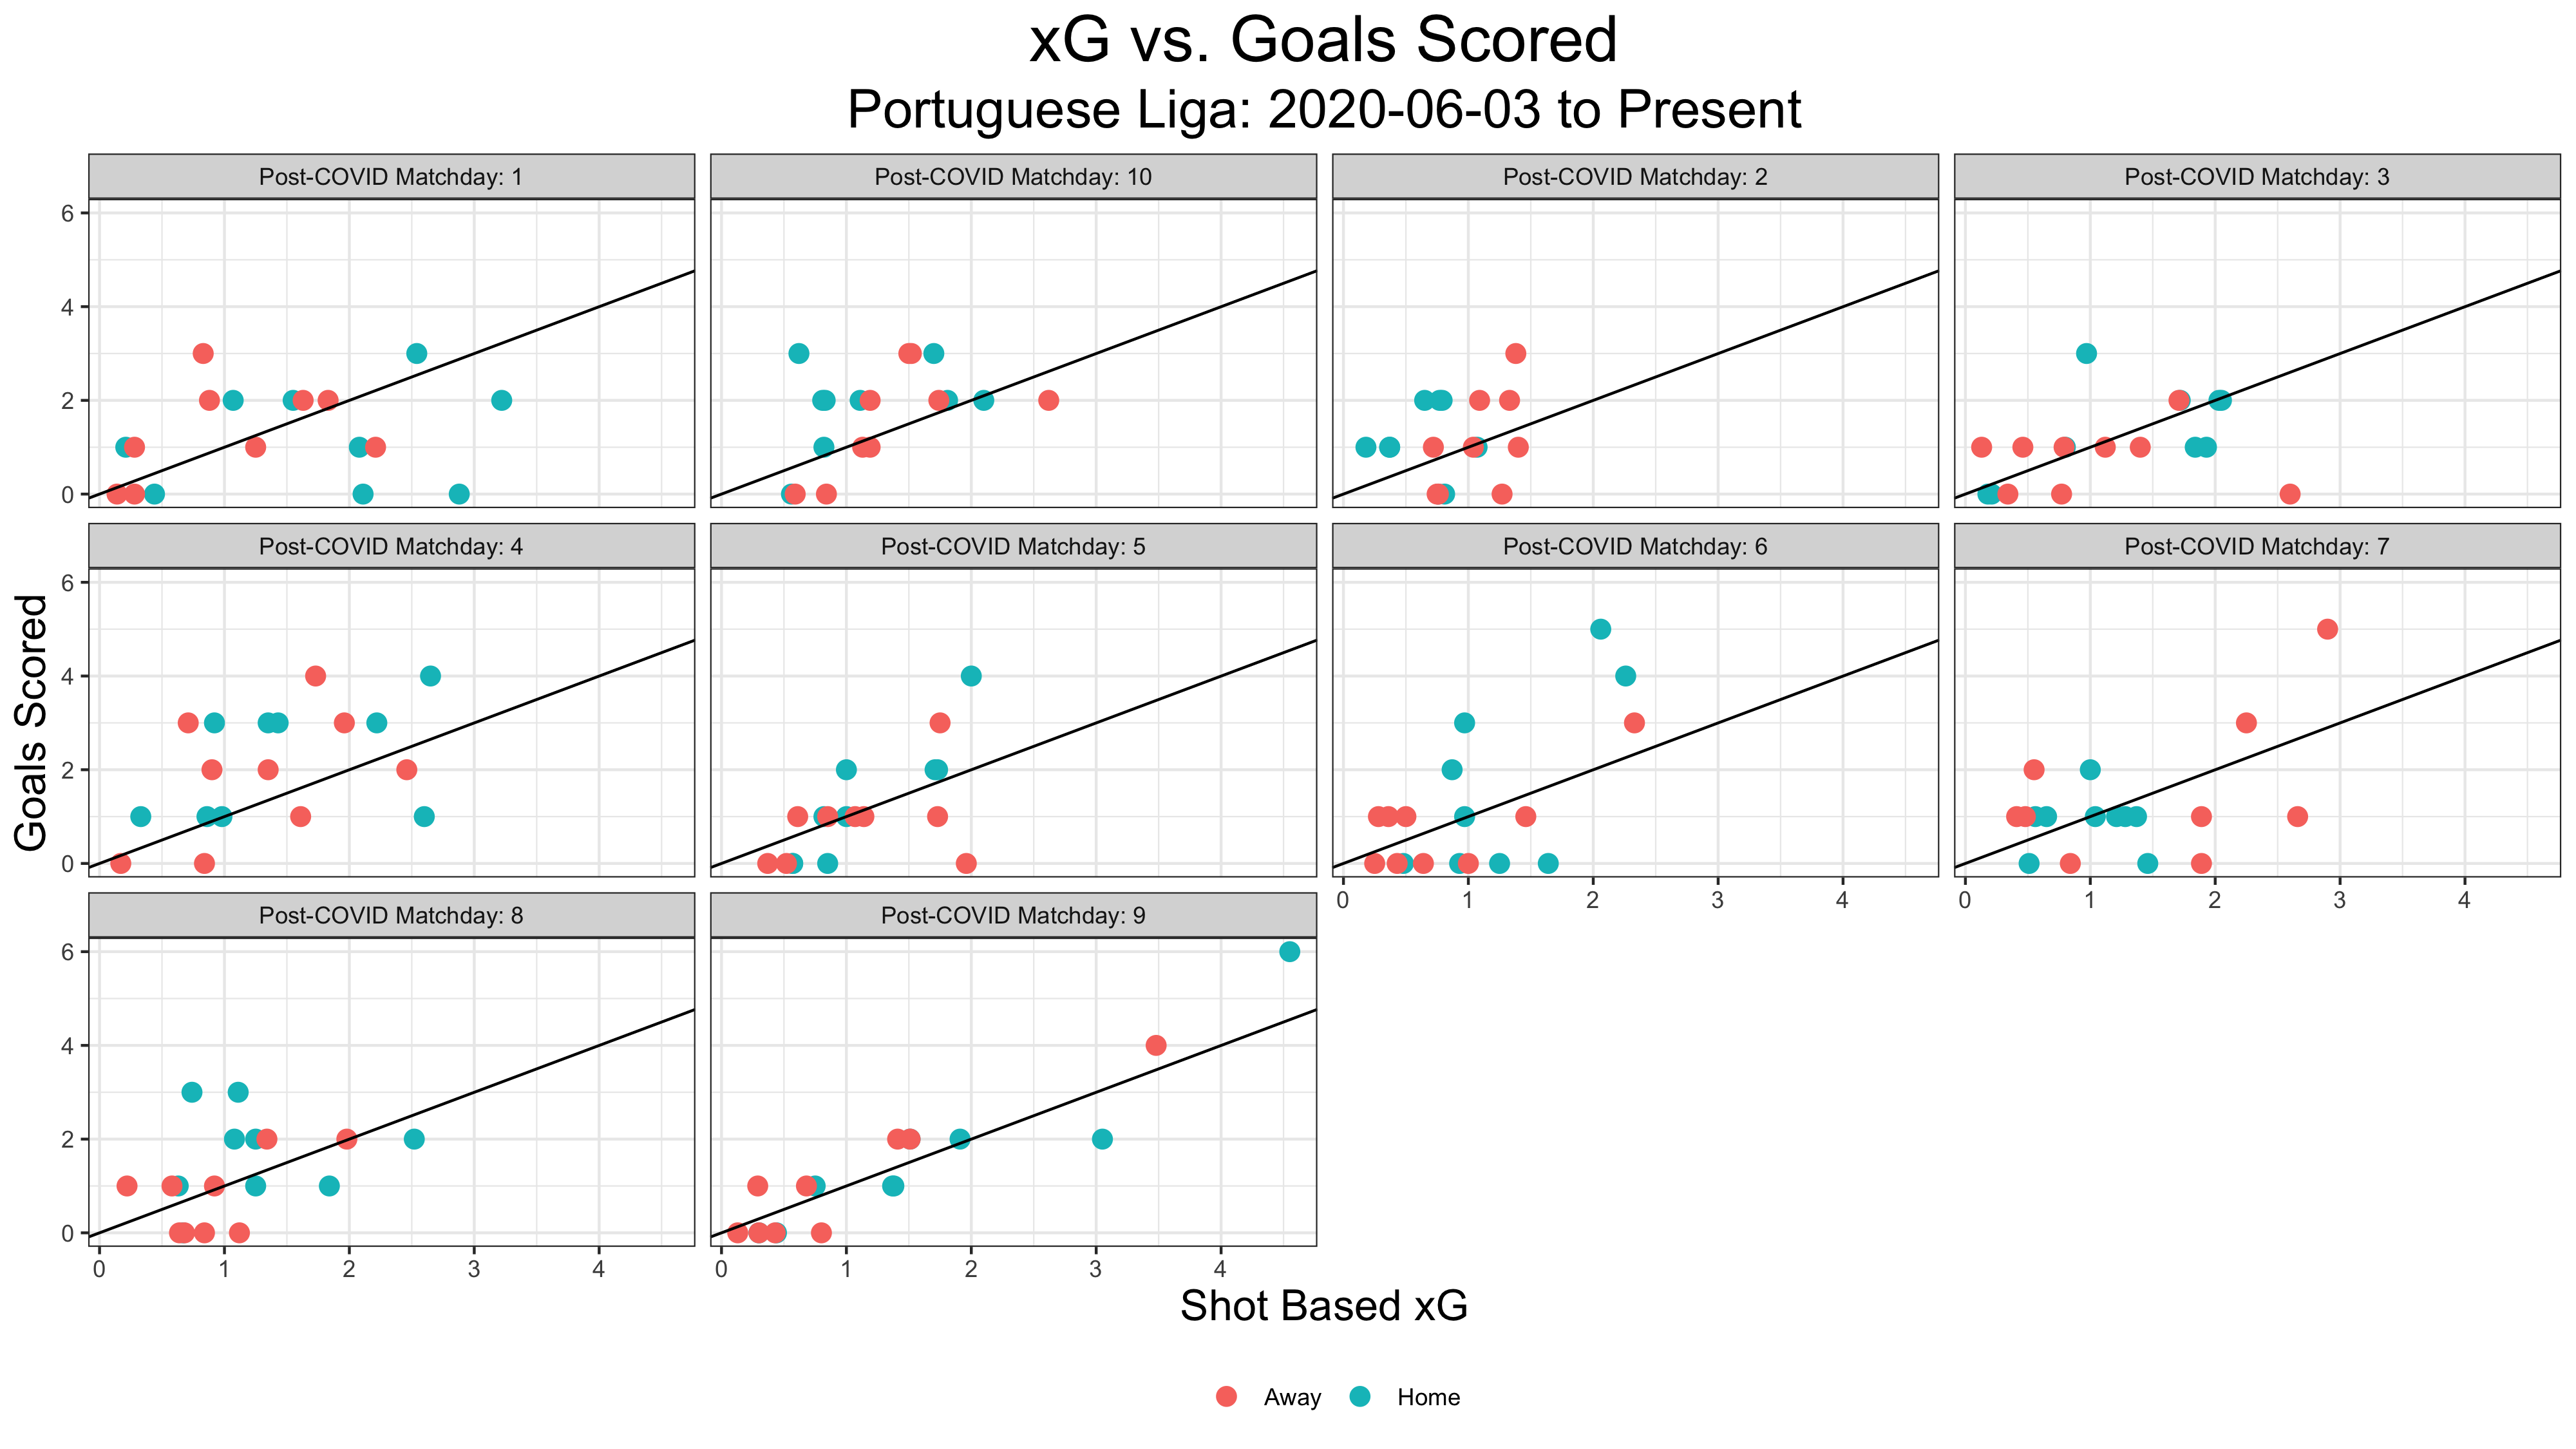 xG vs. Goals Scored
Portuguese Liga: 2020-06-03 to Present
Post-COVID Matchday: 1
Post-COVID Matchday: 10
Post-COVID Matchday: 2
Post-COVID Matchday: 3
6
4
2
0
Post-COVID Matchday: 4
Post-COVID Matchday: 5
Post-COVID Matchday: 6
Post-COVID Matchday: 7
6
4
2
0
0 1 2 3 4
0 1 2 3 4
Goals Scored
Post-COVID Matchday: 8
Post-COVID Matchday: 9
6
4
2
0
0 1 2 3 4
0 1 2 3 4
Shot Based xG
Away Home